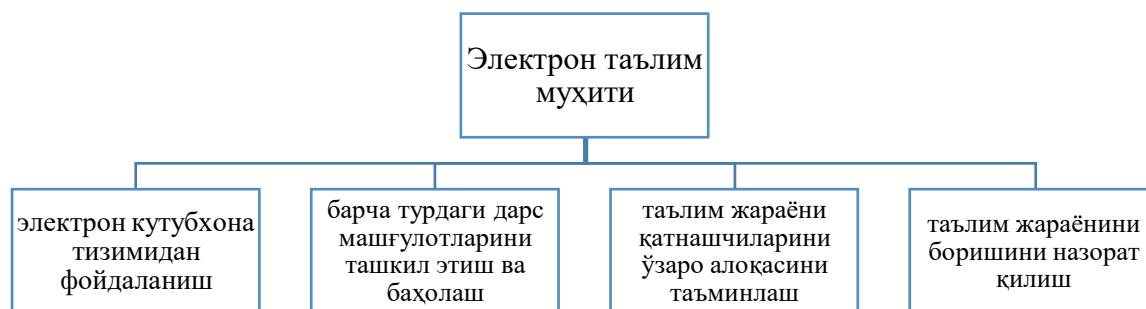 Электрон таълим
муҳити
электрон кутубхона
тизимидан
фойдаланиш
барча турдаги дарс
машғулотларини
ташкил этиш ва
баҳолаш
таълим жараёни
қатнашчиларини
ўзаро алоқасини
таъминлаш
таълим жараёнини
боришини назорат
қилиш